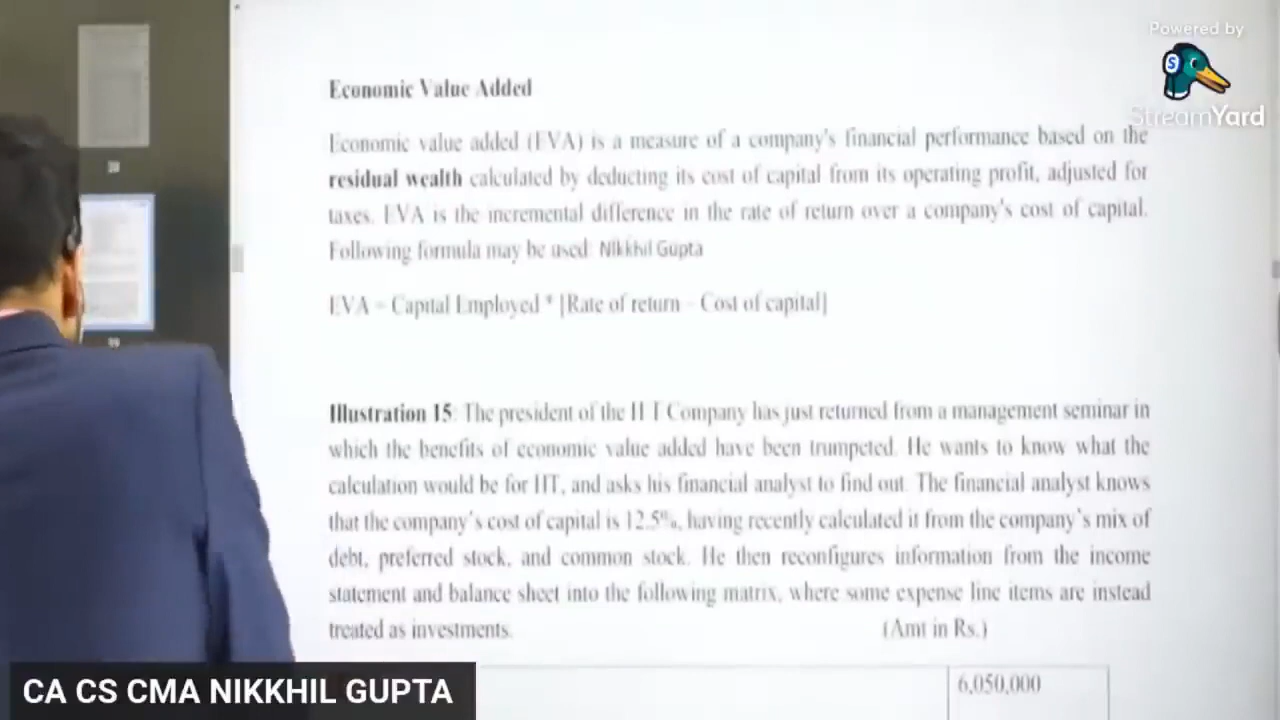 Powered by
StreamYard
Economic Value Added
Economic value added (EVA) is a measure of a company's financial performance based on the
residual wealth calculated by deducting its cost of capital from its operating profit, adjusted for
taxes. EVA is the incremental difference in the rate of return over a company's cost of capital.
Following formula may be used: Nikkhil Gupta
EVA = Capital Employed * [Rate of return - Cost of capital]
Illustration 15: The president of the Company has just returned from a management seminar in
which the benefits of economic value added have been trumpeted. He wants to know what the
calculation would be for and asks his financial analyst to find out. The financial analyst knows
that the company's cost of capital is 12.5%, having recently calculated it from the company's mix of
debt, preferred stock, and common stock. He then reconfigures information from the income
statement and balance sheet into the following matrix, where some expense line items are instead
treated as investments. (Amt in Rs.)
6,050,000
CA CS CMA NIKKHIL GUPTA